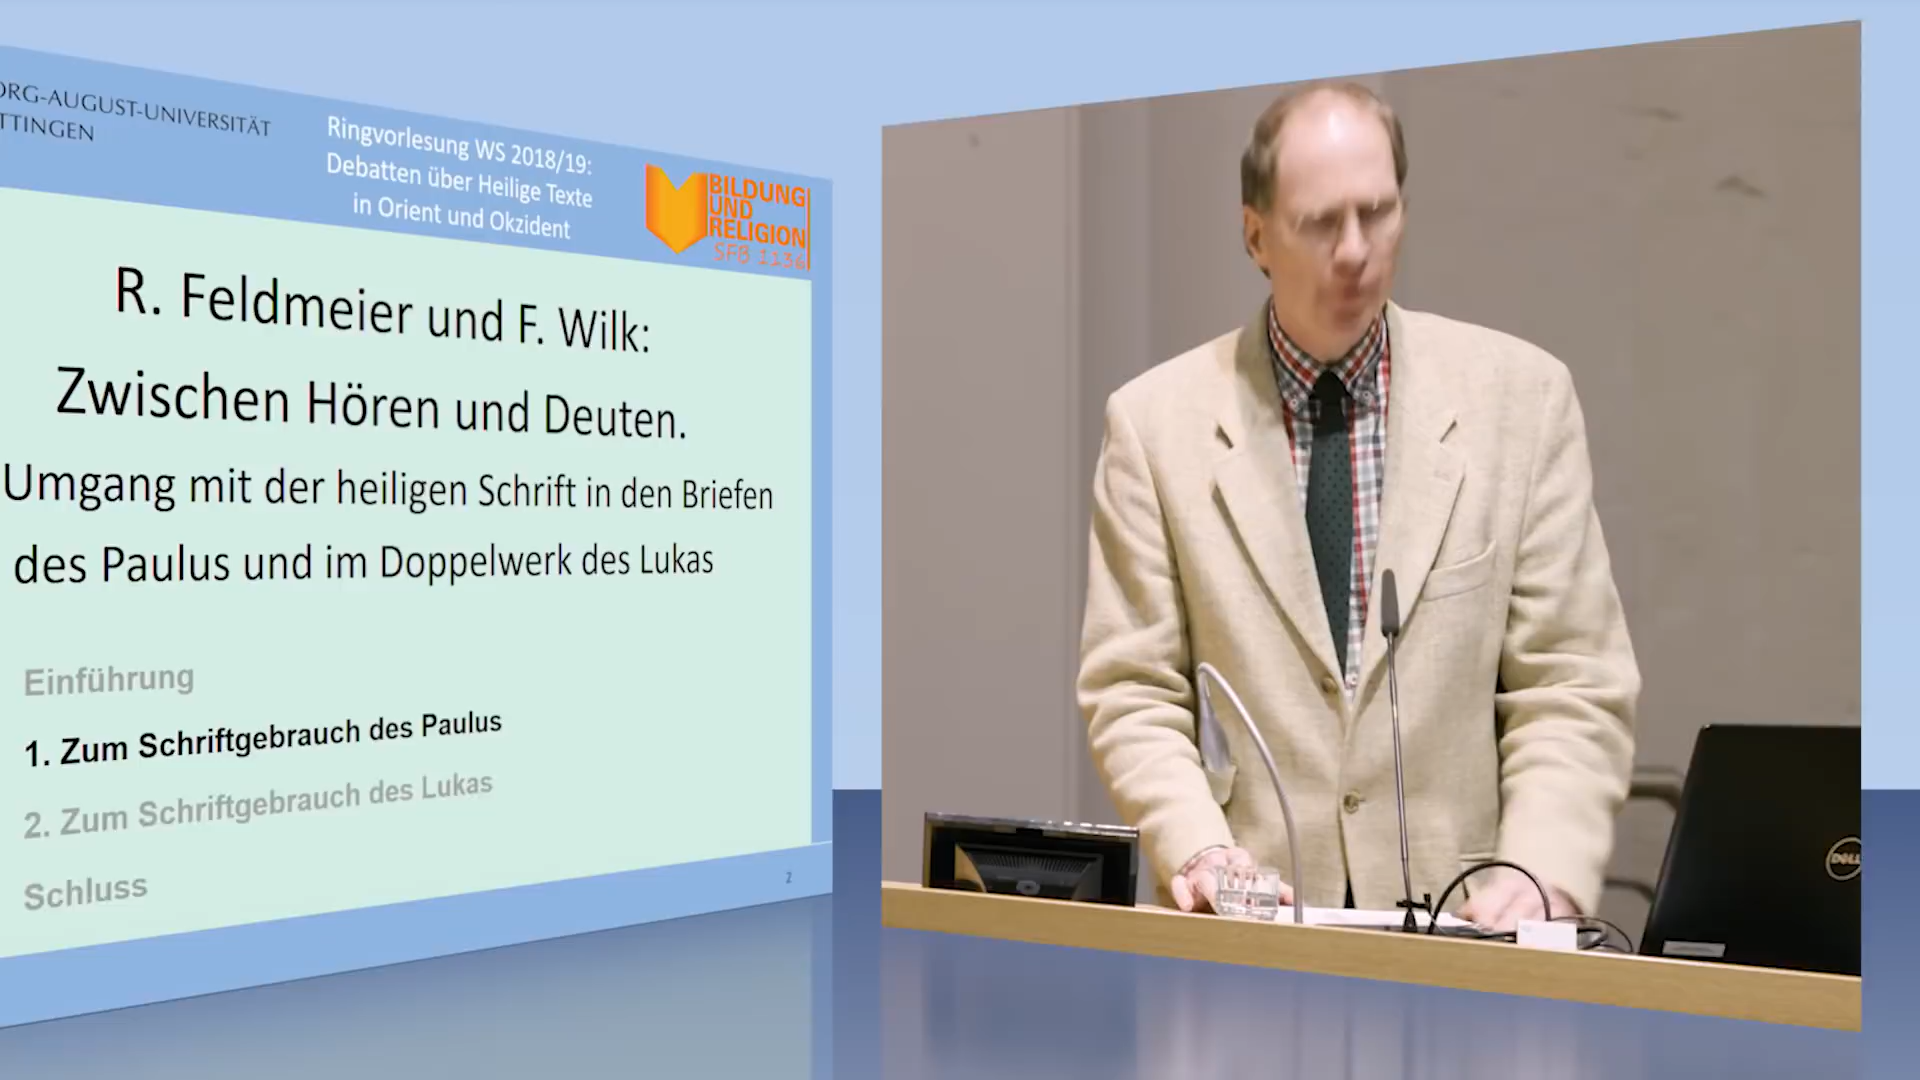 ORG-AUGUST-UNIVERSITÄT
TTINGEN
Ringvorlesung WS 2018/19:
Debatten über Heilige Texte
in Orient und Okzident
BILDUNG
UND
RELIGION
SFB 1136
R. Feldmeier und F. Wilk:
Zwischen Hören und Deuten.
Umgang mit der heiligen Schrift in den Briefen
des Paulus und im Doppelwerk des Lukas
Einführung
1. Zum Schriftgebrauch des Paulus
2. Zum Schriftgebrauch des Lukas
Schluss
2
DELL